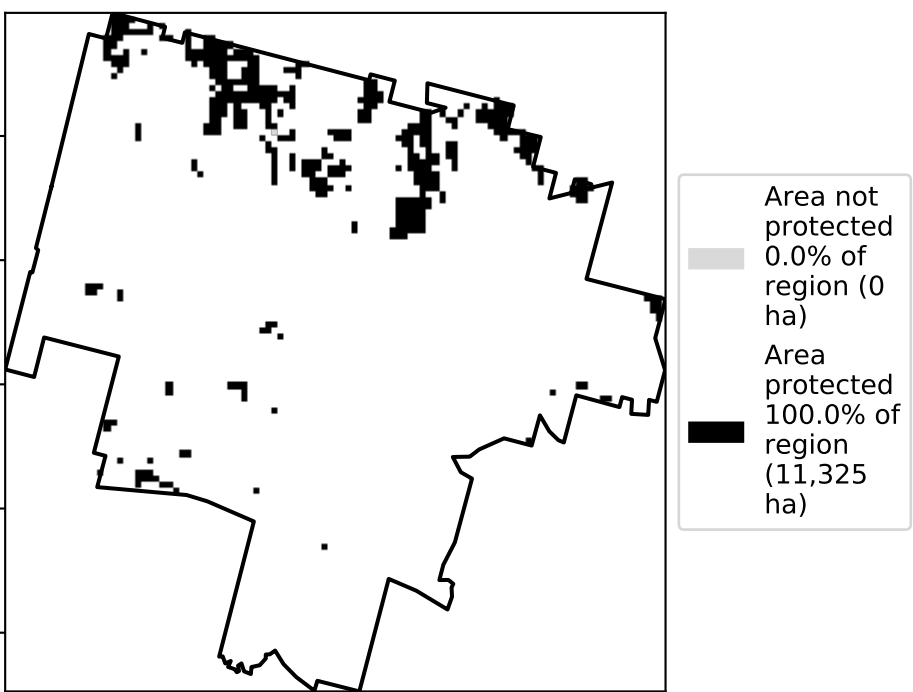 Area not
protected
0.0% of
region (0
ha)
Area
protected
100.0% of
region
(11,325
ha)